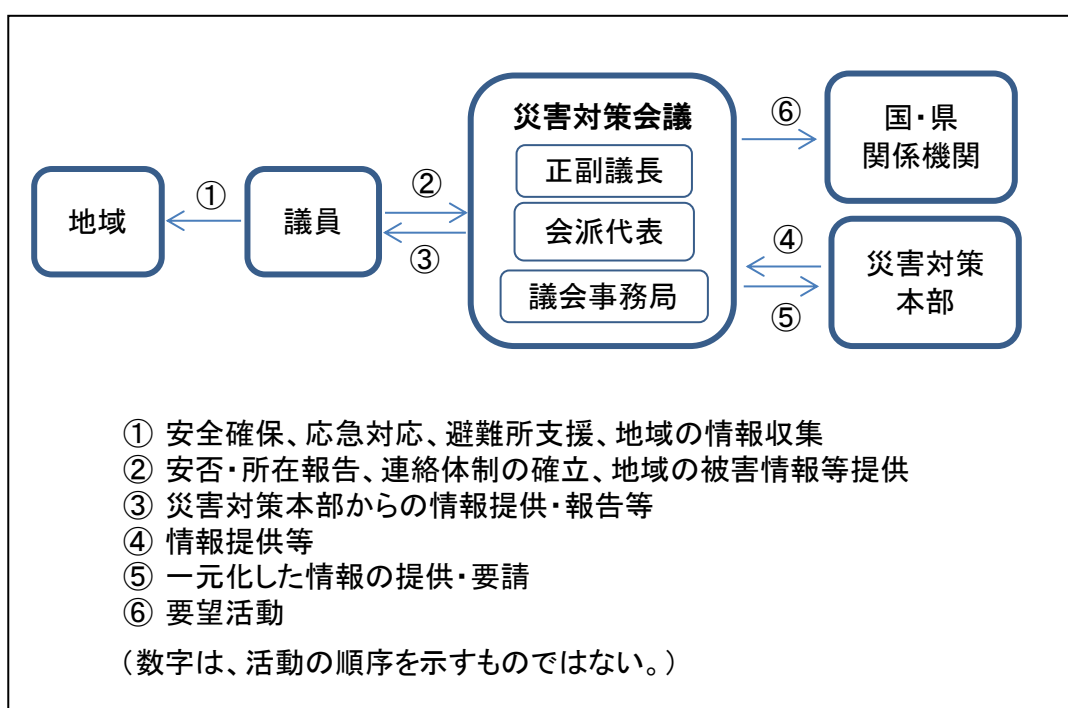 地域
①
議員
②
③
災害対策会議
正副議長
会派代表
議会事務局
⑥
国・県
関係機関
④
⑤
災害対策
本部
① 安全確保、応急対応、避難所支援、地域の情報収集
② 安否・所在報告、連絡体制の確立、地域の被害情報等提供
③ 災害対策本部からの情報提供・報告等
④ 情報提供等
⑤ 一元化した情報の提供・要請
⑥ 要望活動
（数字は、活動の順序を示すものではない。）